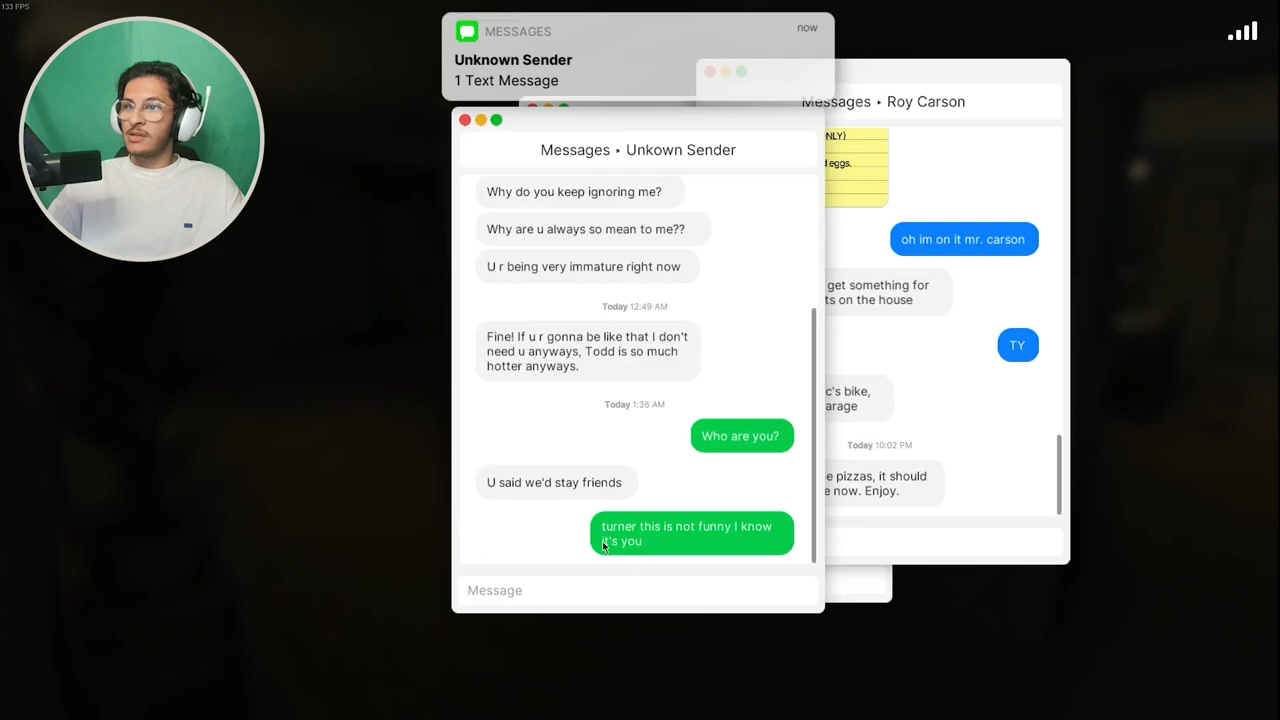 133 FPS
MESSAGES
now
Unknown Sender
1 Text Message
Messages ‣ Roy Carson
Messages ‣ Unkown Sender
Why do you keep ignoring me?
Why are u always so mean to me??
U r being very immature right now
Today 12:49 AM
Fine! If u r gonna be like that I don't
need u anyways, Todd is so much
hotter anyways.
Today 1:36 AM
Who are you?
U said we'd stay friends
turner this is not funny I know
it's you
Message
NLY)
eggs.
oh im on it mr. carson
get something for
ts on the house
TY
c's bike,
arage
Today 10:02 PM
e pizzas, it should
e now. Enjoy.